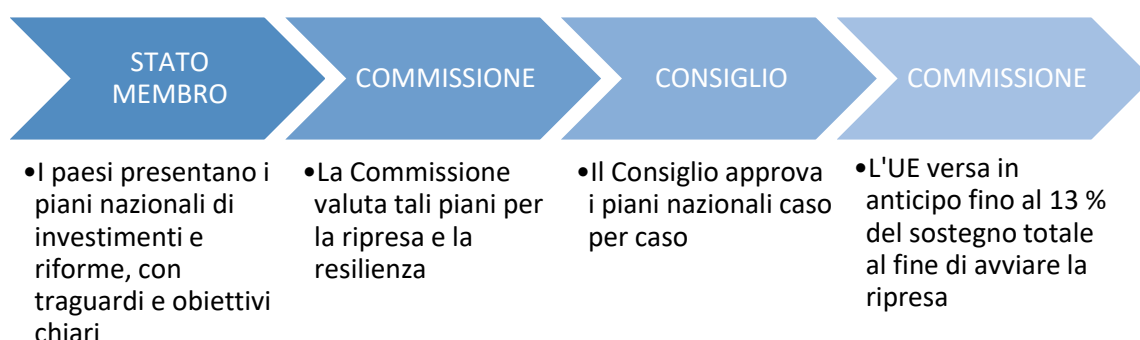 STATO
MEMBRO
COMMISSIONE
CONSIGLIO
COMMISSIONE
•I paesi presentano i
piani nazionali di
investimenti e
riforme, con
traguardi e obiettivi
chiari
•La Commissione
valuta tali piani per
la ripresa e la
resilienza
•Il Consiglio approva
i piani nazionali caso
per caso
•L'UE versa in
anticipo fino al 13 %
del sostegno totale
al fine di avviare la
ripresa